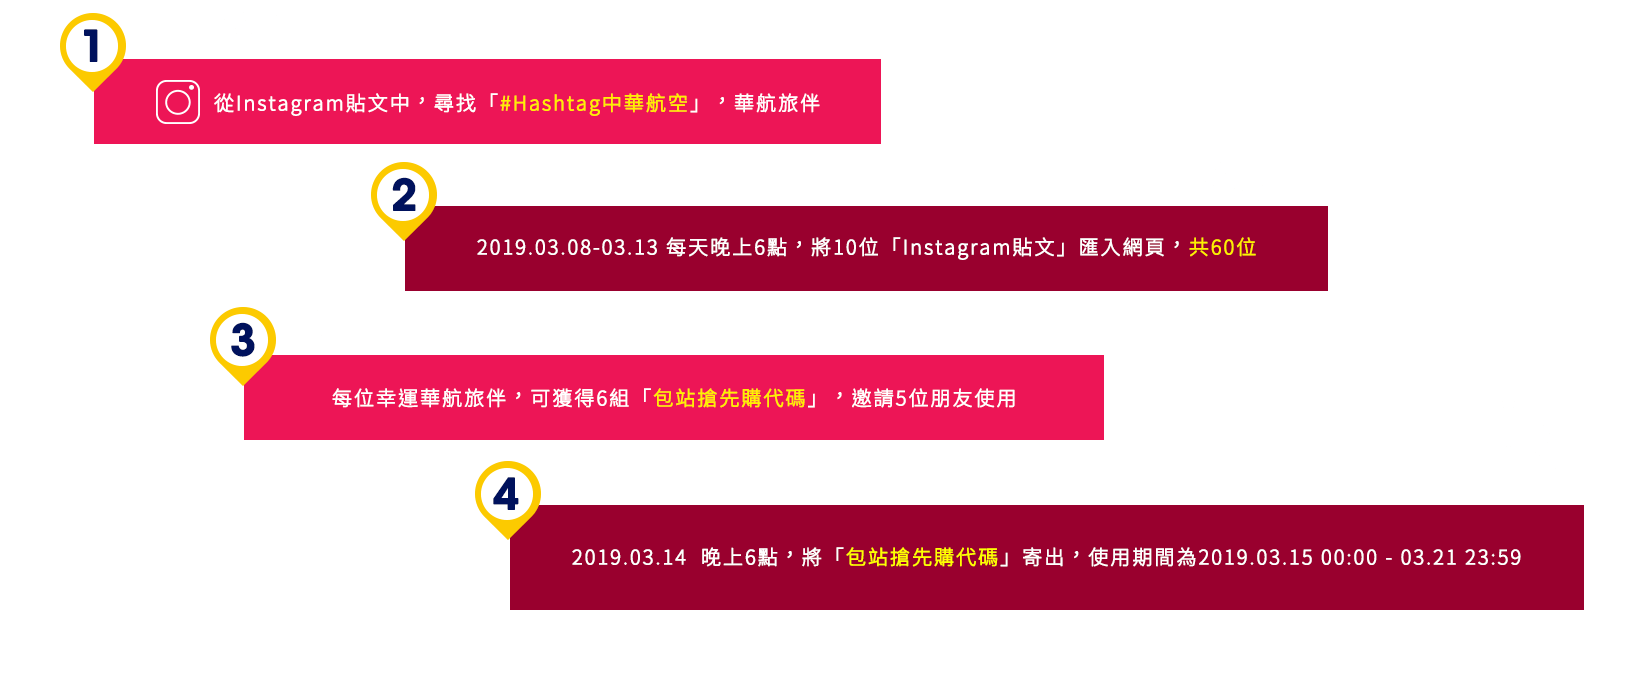 1
從Instagram貼文中，尋找「#Hashtag中華航空」，華航旅伴
2
2019.03.08-03.13 每天晚上6點，將10位「Instagram貼文」匯入網頁，共60位
3
每位幸運華航旅伴，可獲得6組「包站搶先購代碼」，邀請5位朋友使用
4
2019.03.14 晚上6點，將「包站搶先購代碼」寄出，使用期間為2019.03.15 00:00 - 03.21 23:59